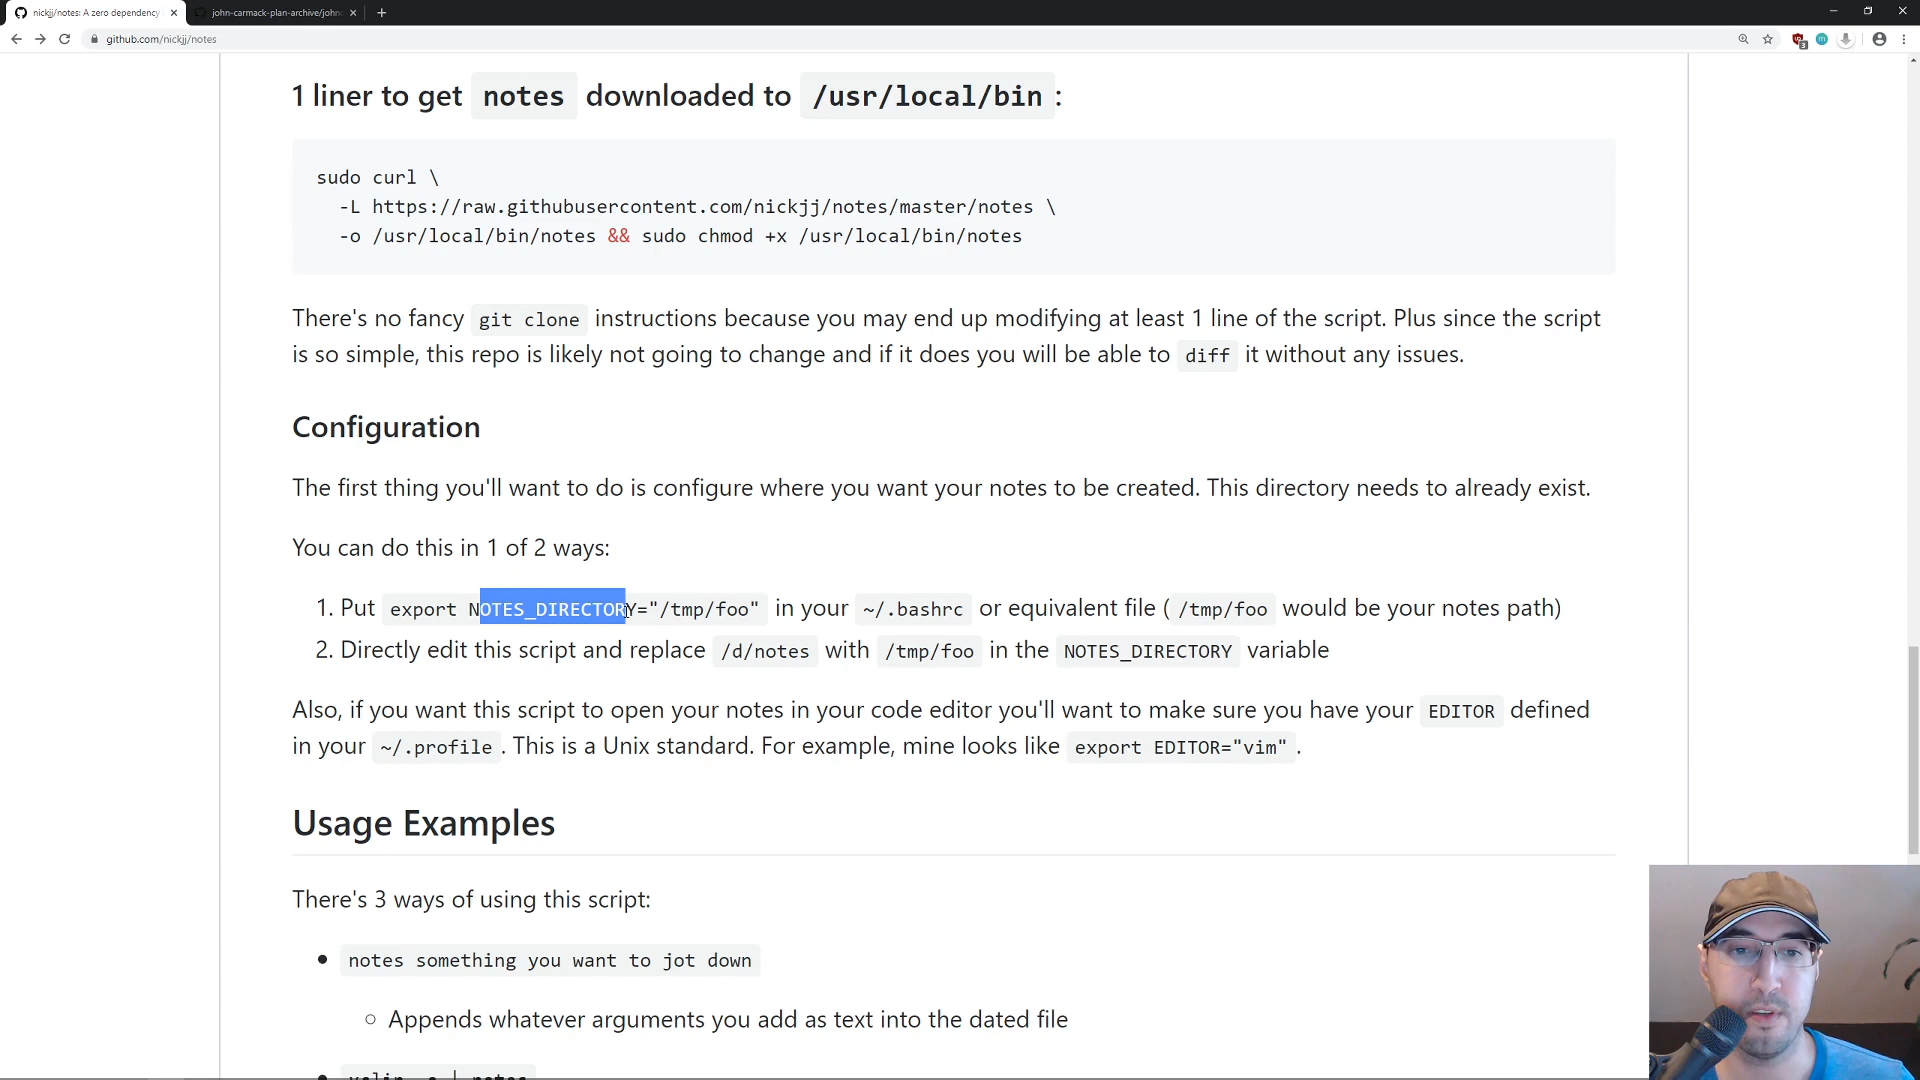 nickjj/notes: A zero dependency
john-carmack-plan-archive/john
github.com/nickjj/notes
1 liner to get notes downloaded to /usr/local/bin :
sudo curl \
-L https://raw.githubusercontent.com/nickjj/notes/master/notes \
-o /usr/local/bin/notes && sudo chmod +x /usr/local/bin/notes
There's no fancy git clone instructions because you may end up modifying at least 1 line of the script. Plus since the script
is so simple, this repo is likely not going to change and if it does you will be able to diff it without any issues.
Configuration
The first thing you'll want to do is configure where you want your notes to be created. This directory needs to already exist.
You can do this in 1 of 2 ways:
1. Put export NOTES_DIRECTORY="/tmp/foo" in your ~/.bashrc or equivalent file ( /tmp/foo would be your notes path)
2. Directly edit this script and replace /d/notes with /tmp/foo in the NOTES_DIRECTORY variable
Also, if you want this script to open your notes in your code editor you'll want to make sure you have your EDITOR defined
in your ~/.profile . This is a Unix standard. For example, mine looks like export EDITOR="vim" .
Usage Examples
There's 3 ways of using this script:
notes something you want to jot down
Appends whatever arguments you add as text into the dated file